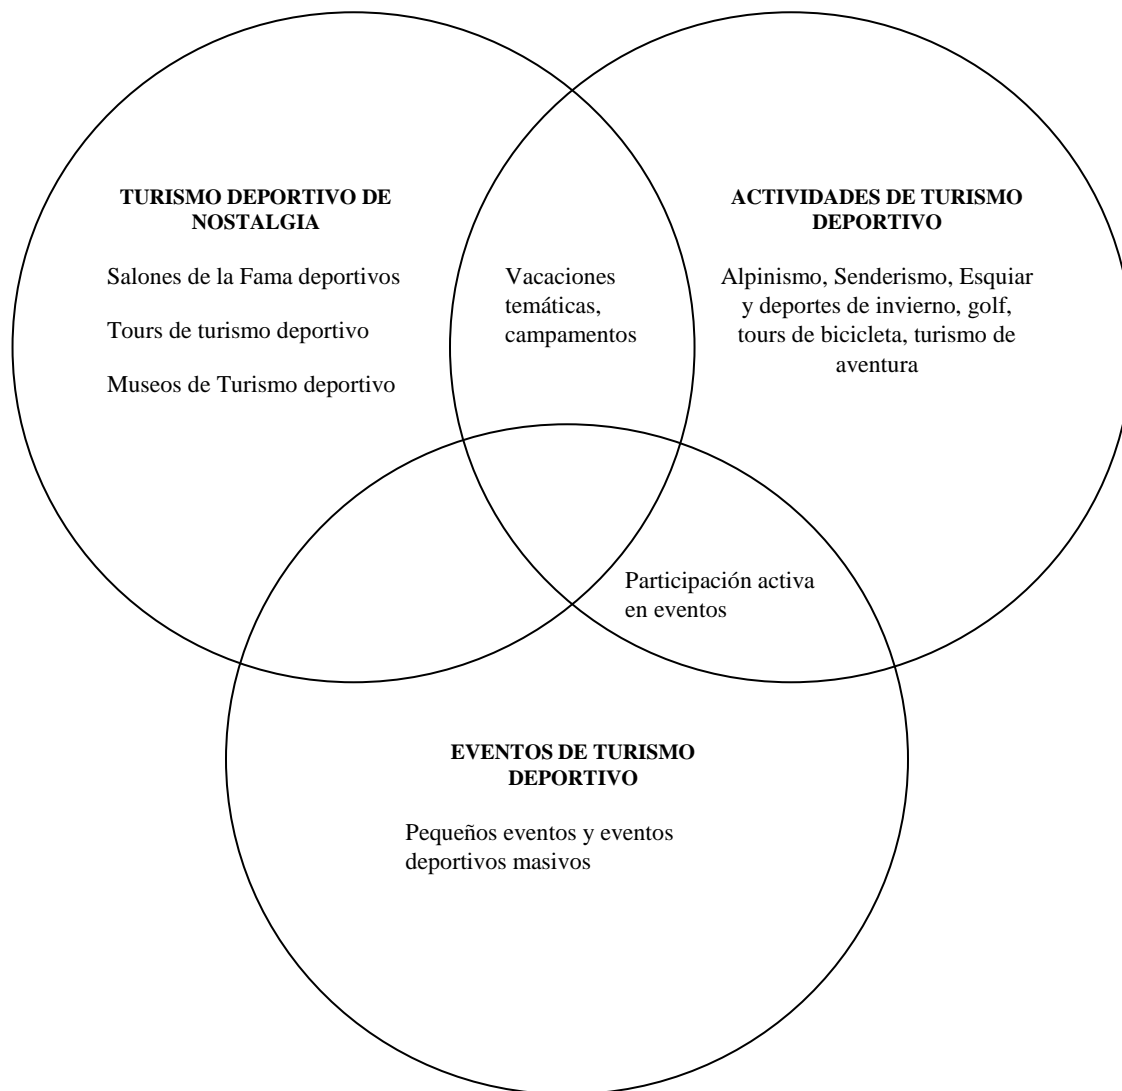 TURISMO DEPORTIVO DE
NOSTALGIA
Salones de la Fama deportivos
Tours de turismo deportivo
Museos de Turismo deportivo
Vacaciones
temáticas,
campamentos
ACTIVIDADES DE TURISMO
DEPORTIVO
Alpinismo, Senderismo, Esquiar
y deportes de invierno, golf,
tours de bicicleta, turismo de
aventura
Participación activa
en eventos
EVENTOS DE TURISMO
DEPORTIVO
Pequeños eventos y eventos
deportivos masivos